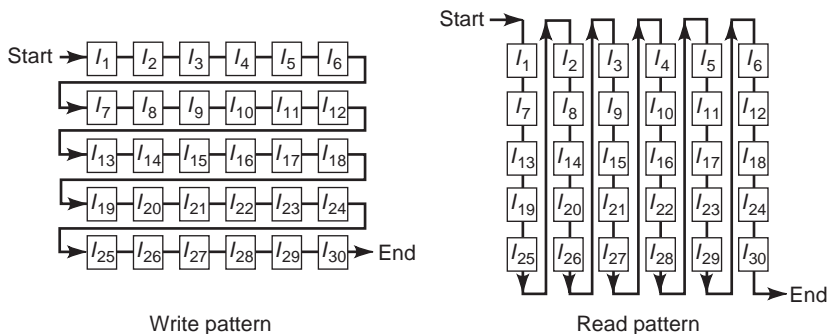 Start I1 I2 I3 I4 I5 I6
I7 I8 I9 I10 I11 I12
I13 I14 I15 I16 I17 I18
I19 I20 I21 I22 I23 I24
I25 I26 I27 I28 I29 I30 End
Write pattern
Start
I1 I2 I3 I4 I5 I6
I7 I8 I9 I10 I11 I12
I13 I14 I15 I16 I17 I18
I19 I20 I21 I22 I23 I24
I25 I26 I27 I28 I29 I30
End
Read pattern